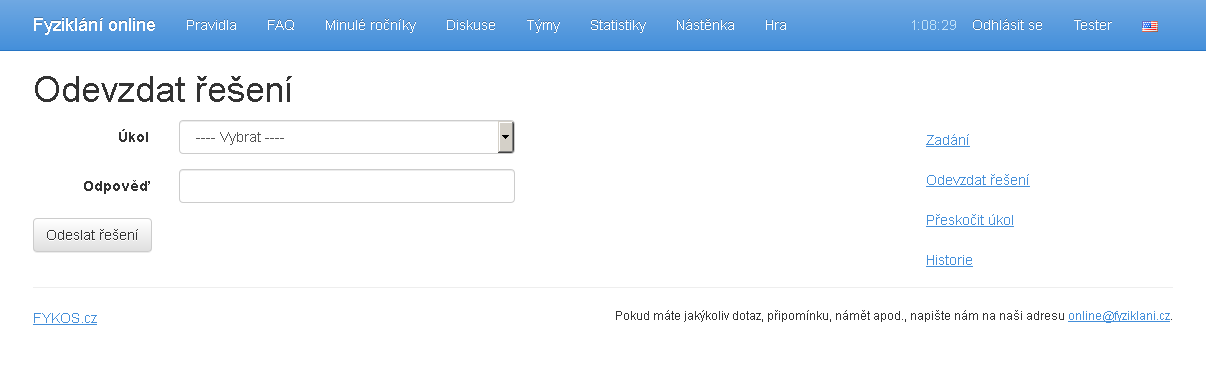 Fyziklání online Pravidla FAQ Minulé ročníky Diskuse Týmy Statistiky Nástěnka Hra 1:08:29 Odhlásit se Tester
Odevzdat řešení
Úkol ---- Vybrat ----
Odpověď
Odeslat řešení
Zadání
Odevzdat řešení
Přeskočit úkol
Historie
FYKOS.cz
Pokud máte jakýkoliv dotaz, připomínku, námět apod., napište nám na naši adresu online@fyziklani.cz.